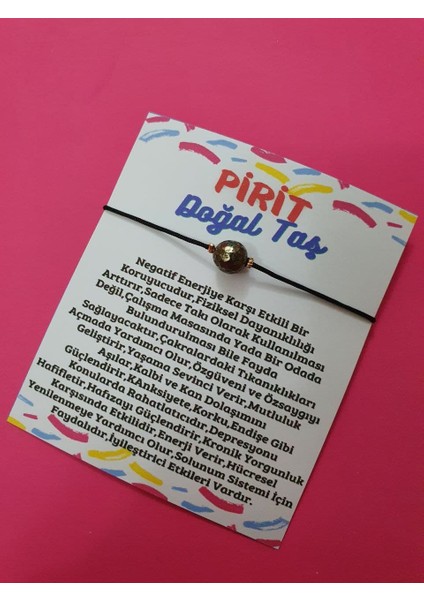 PİRİT
Doğal Taş
Negatif Enerjiye Karşı Etkili Bir
Koruyucudur,Fiziksel Dayanıklılığı
Arttırır,Sadece Takı Olarak Kullanılması
Değil,Çalışma Masasında Yada Bir Odada
Bulundurulması Bile Fayda
Sağlayacaktır,Çakralardaki Tıkanıklıkları
Açmada Yardımcı Olur,Özgüveni ve Özsaygıyı
Geliştirir,Yaşama Sevinci Verir,Mutluluk
Aşılar,Kalbi ve Kan Dolaşımını
Güçlendirir,KAnksiyete,Korku,Endişe Gibi
Konularda Rahatlatıcıdır,Depresyonu
Hafifletir,Hafızayı Güçlendirir,Kronik Yorgunluk
Karşısında Etkilidir,Enerji Verir,Hücresel
Yenilenmeye Yardımcı Olur,Solunum Sistemi İçin
Faydalıdır,İyileştirici Etkileri Vardır.